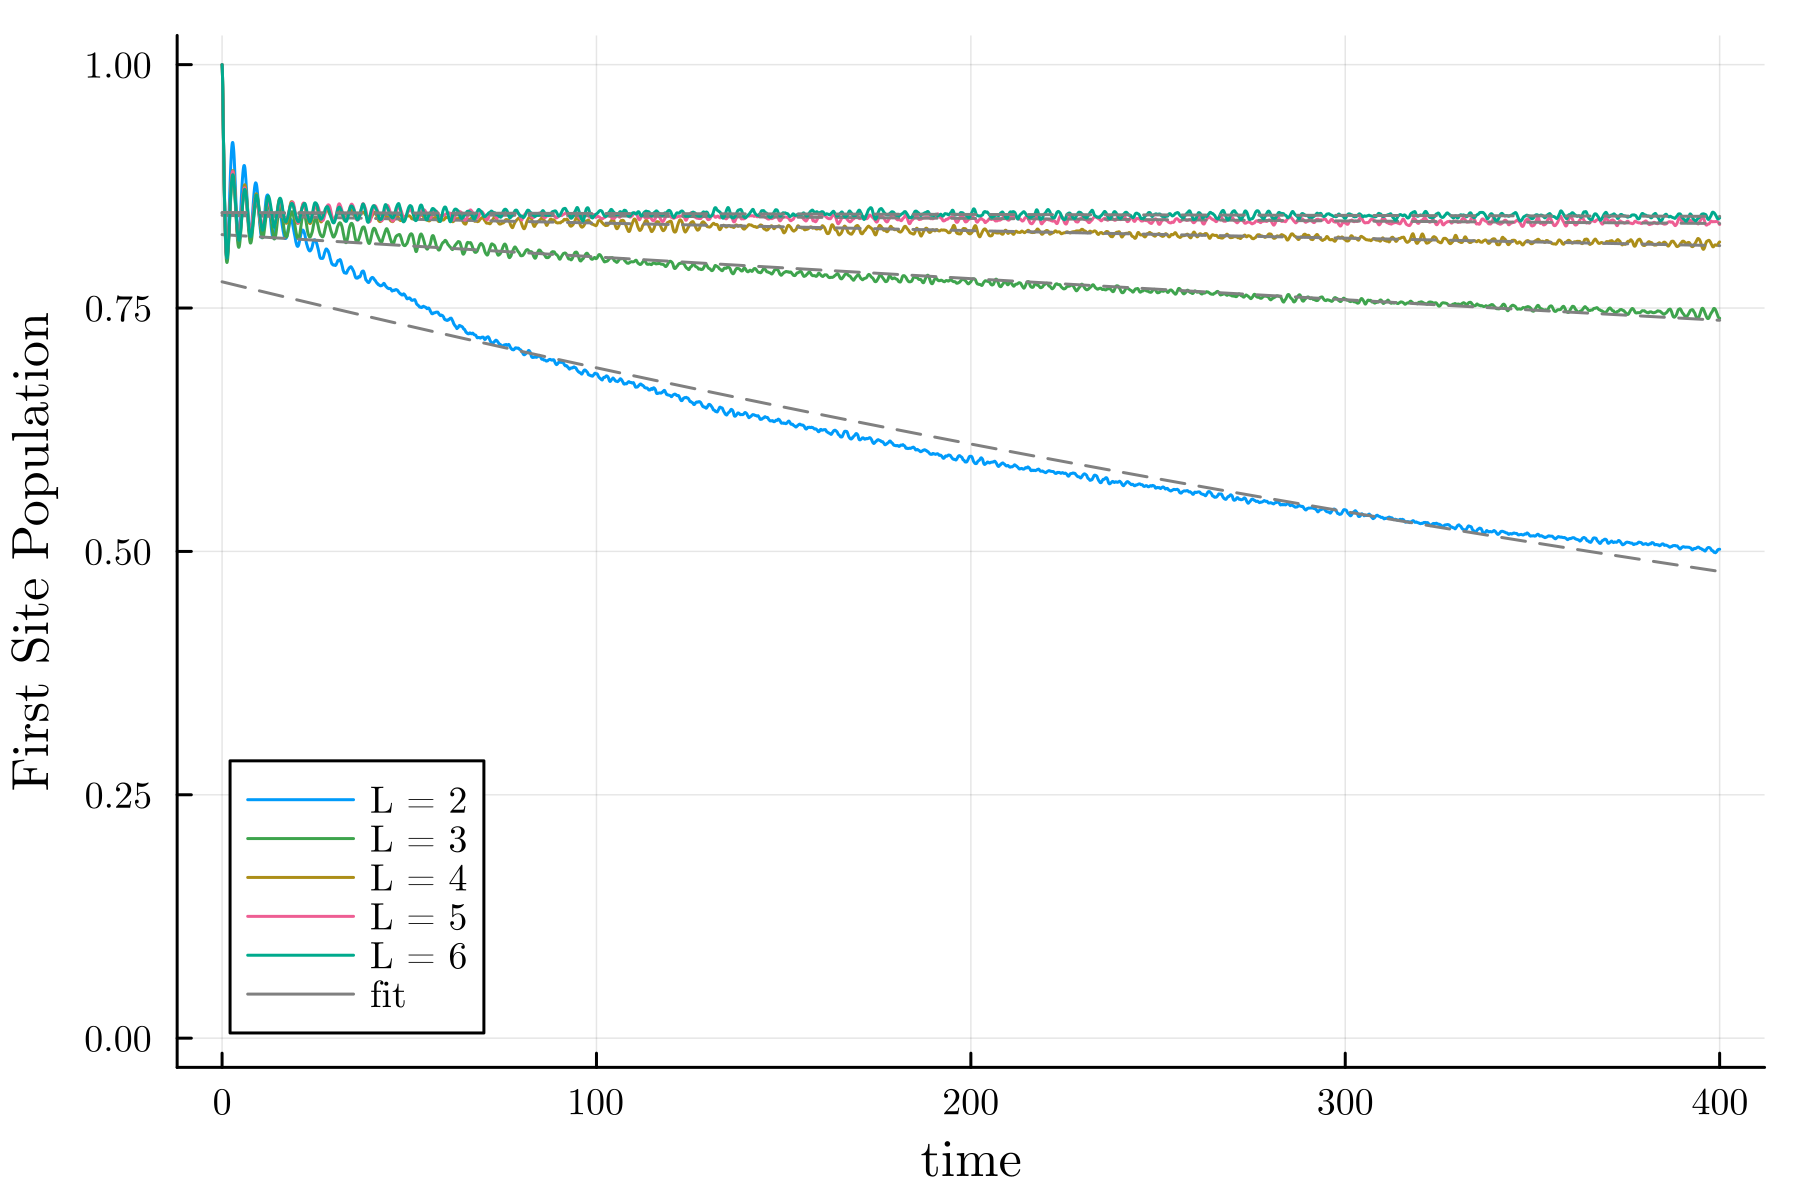 First Site Population
1.00
0.75
0.50
0.25
0.00
L = 2
L = 3
L = 4
L = 5
L = 6
fit
0 100 200 300 400
time